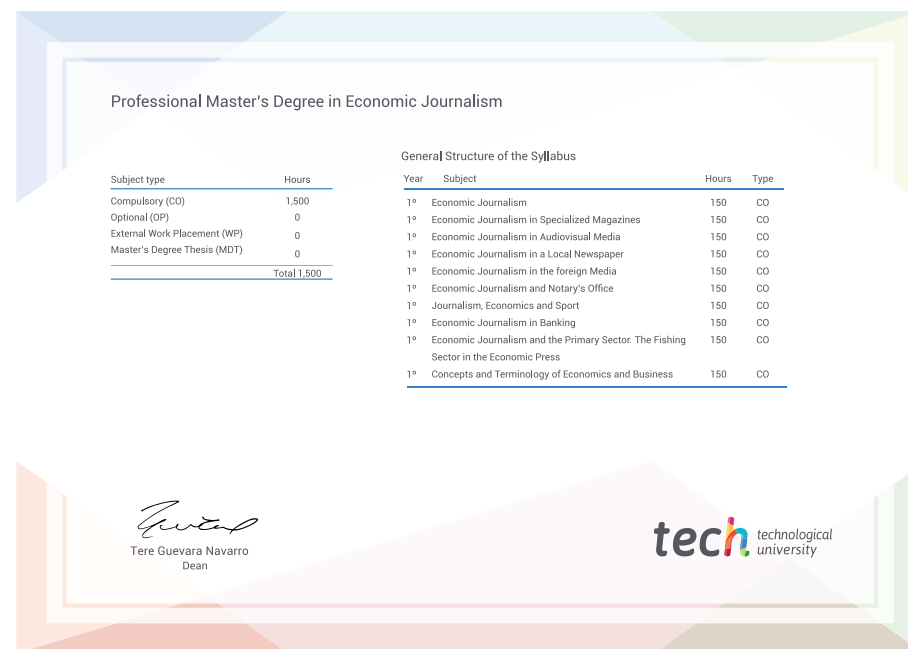 Professional Master's Degree in Economic Journalism
General Structure of the Syllabus
Subject type Hours
Compulsory (CO) 1,500
Optional (OP) 0
External Work Placement (WP) 0
Master's Degree Thesis (MDT) 0
Total 1,500
Year Subject Hours Type
1º Economic Journalism 150 CO
1º Economic Journalism in Specialized Magazines 150 CO
1º Economic Journalism in Audiovisual Media 150 CO
1º Economic Journalism in a Local Newspaper 150 CO
1º Economic Journalism in the foreign Media 150 CO
1º Economic Journalism and Notary's Office 150 CO
1º Journalism, Economics and Sport 150 CO
1º Economic Journalism in Banking 150 CO
1º Economic Journalism and the Primary Sector. The Fishing 150 CO
Sector in the Economic Press
1º Concepts and Terminology of Economics and Business 150 CO
Tere Guevara Navarro
Dean
tech technological
university